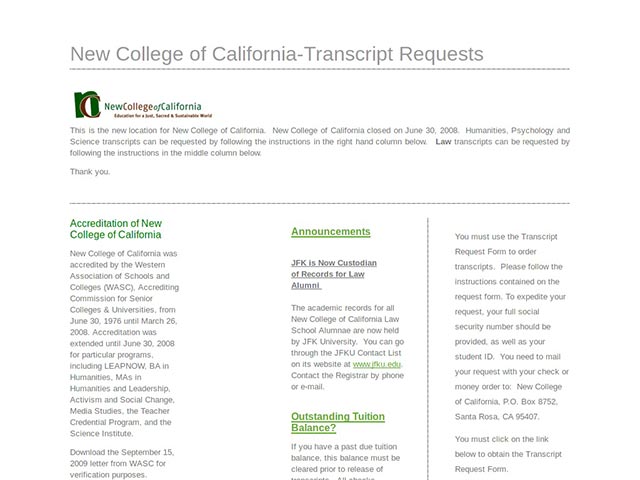 New College of California-Transcript Requests
NewCollegeofCalifornia
Education for a Just, Sacred & Sustainable World
This is the new location for New College of California.  New College of California closed on June 30, 2008.  Humanities, Psychology and
Science transcripts can be requested by following the instructions in the right hand column below.   Law transcripts can be requested by
following the instructions in the middle column below.
Thank you.
Accreditation of New
College of California
New College of California was
accredited by the Western
Association of Schools and
Colleges (WASC), Accrediting
Commission for Senior
Colleges & Universities, from
June 30, 1976 until March 26,
2008. Accreditation was
extended until June 30, 2008
for particular programs,
including LEAPNOW, BA in
Humanities, MAs in
Humanities and Leadership,
Activism and Social Change,
Media Studies, the Teacher
Credential Program, and the
Science Institute.
Download the September 15,
2009 letter from WASC for
verification purposes.
Announcements
JFK is Now Custodian
of Records for Law
Alumni
The academic records for all
New College of California Law
School Alumnae are now held
by JFK University.  You can go
through the JFKU Contact List
on its website at www.jfku.edu.
Contact the Registrar by phone
or e-mail.
Outstanding Tuition
Balance?
If you have a past due tuition
balance, this balance must be
cleared prior to release of
transcripts.  All checks
You must use the Transcript
Request Form to order
transcripts.  Please follow the
instructions contained on the
request form. To expedite your
request, your full social
security number should be
provided, as well as your
student ID.  You need to mail
your request with your check or
money order to:  New College
of California, P.O. Box 8752,
Santa Rosa, CA 95407.
You must click on the link
below to obtain the Transcript
Request Form.